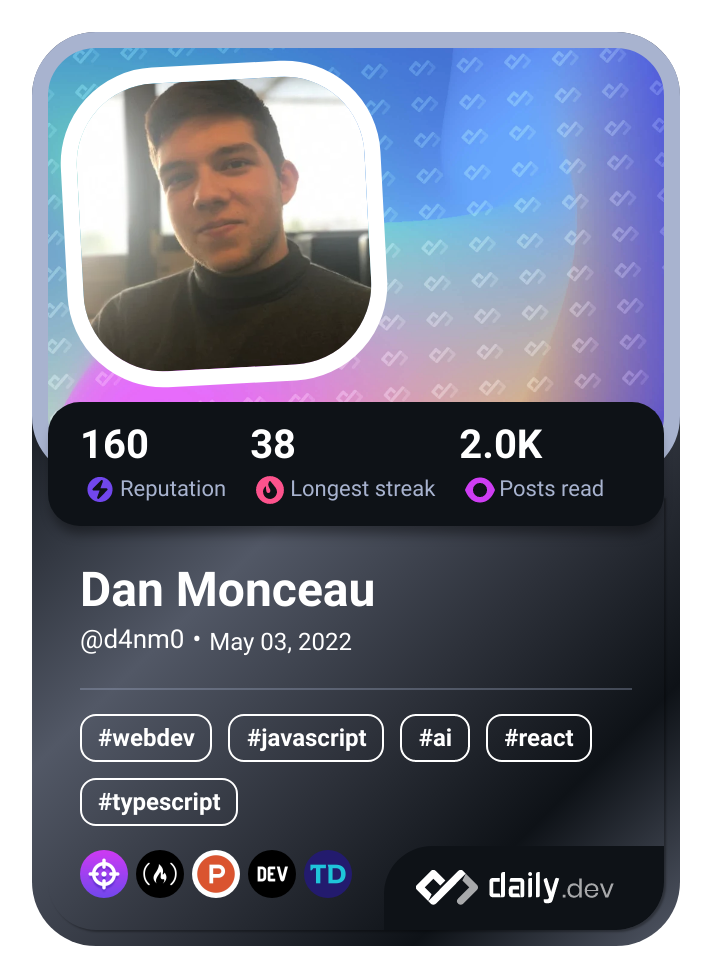 160 38 2.0K
Reputation Longest streak Posts read
Dan Monceau
@d4nm0 • May 03, 2022
#webdev #javascript #ai #react
#typescript
P DEV TD
daily.dev